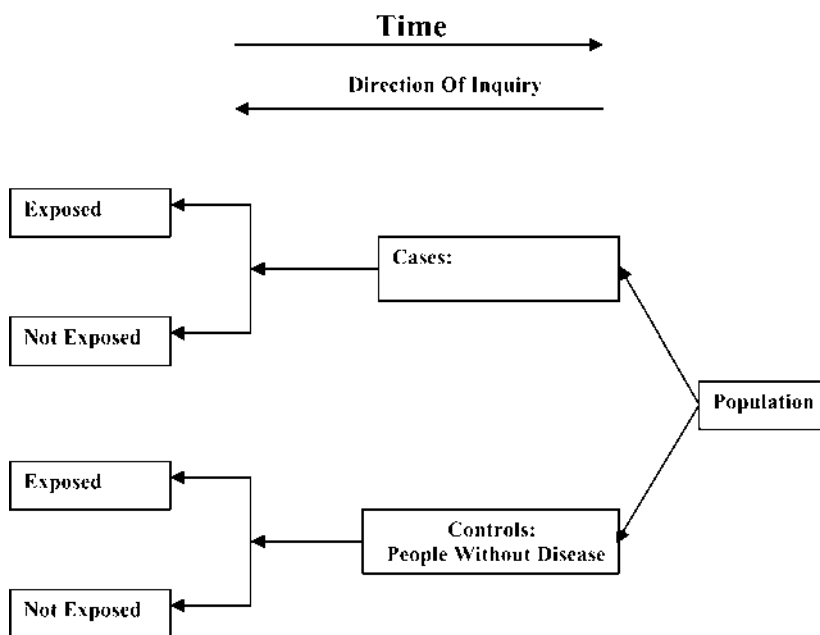 Time
Direction Of Inquiry
Exposed
Cases:
Not Exposed
Population
Exposed
Controls:
People Without Disease
Not Exposed